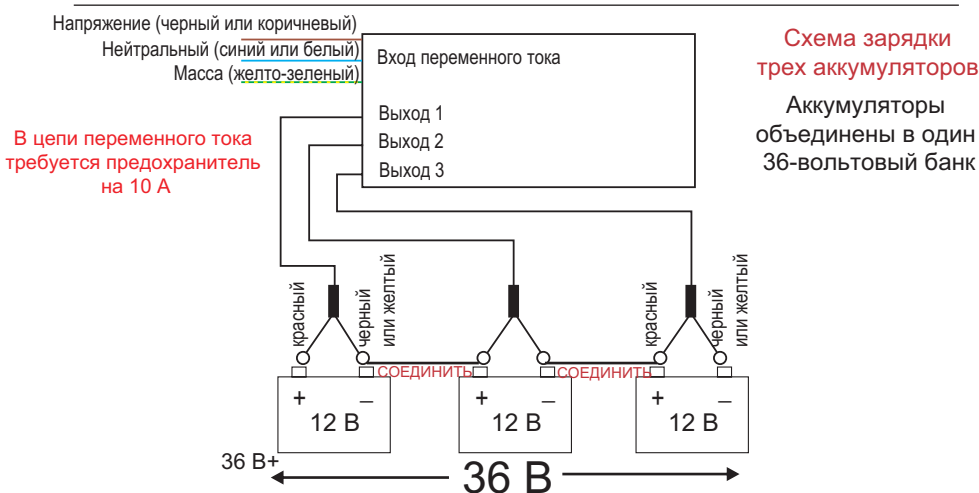 Напряжение (черный или коричневый)
Нейтральный (синий или белый)
Масса (желто-зеленый)
Вход переменного тока
Выход 1
Выход 2
Выход 3
Схема зарядки
трех аккумуляторов
Аккумуляторы
объединены в один
36-вольтовый банк
В цепи переменного тока
требуется предохранитель
на 10 А
красный
черный
или желтый
красный
черный
или желтый
СОЕДИНИТЬ
СОЕДИНИТЬ
+ –
12 В
+ –
12 В
+ –
12 В
36 В+
36 В